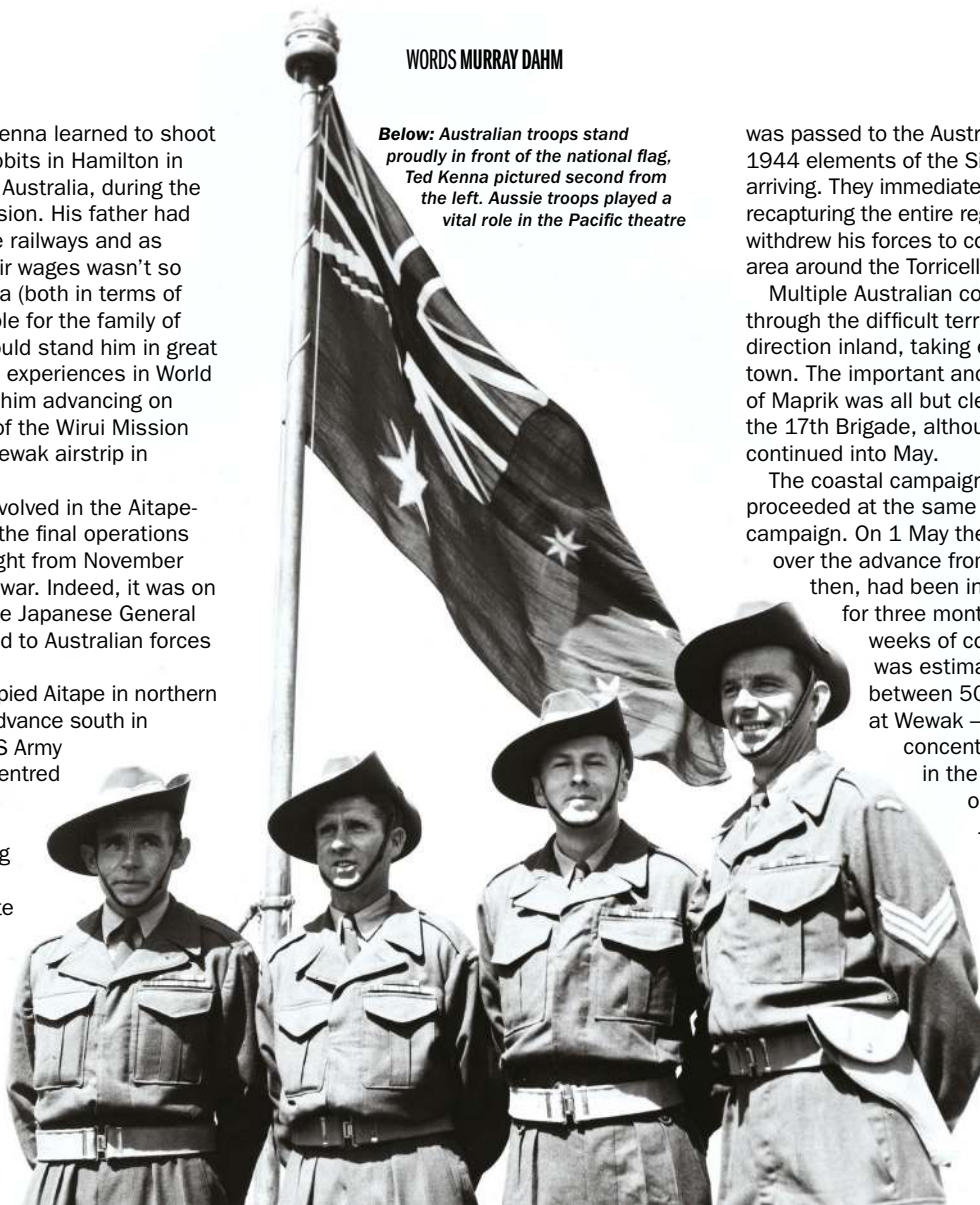 WORDS MURRAY DAHM
enna learned to shoot
bits in Hamilton in
Australia, during the
sion. His father had
e railways and as
ir wages wasn't so
a (both in terms of
le for the family of
uld stand him in great
experiences in World
him advancing on
of the Wirui Mission
ewak airstrip in
volved in the Aitape-
the final operations
ght from November
war. Indeed, it was on
e Japanese General
d to Australian forces
pied Aitape in northern
dvance south in
S Army
entred
g
te
Below: Australian troops stand
proudly in front of the national flag,
Ted Kenna pictured second from
the left. Aussie troops played a
vital role in the Pacific theatre
was passed to the Austr
1944 elements of the Si
arriving. They immediate
recapturing the entire reg
withdrew his forces to co
area around the Torricell
Multiple Australian co
through the difficult terr
direction inland, taking e
town. The important and
of Maprik was all but cle
the 17th Brigade, althou
continued into May.
The coastal campaign
proceeded at the same
campaign. On 1 May the
over the advance from
then, had been in
for three mont
weeks of co
was estima
between 50
at Wewak –
concent
in the
o